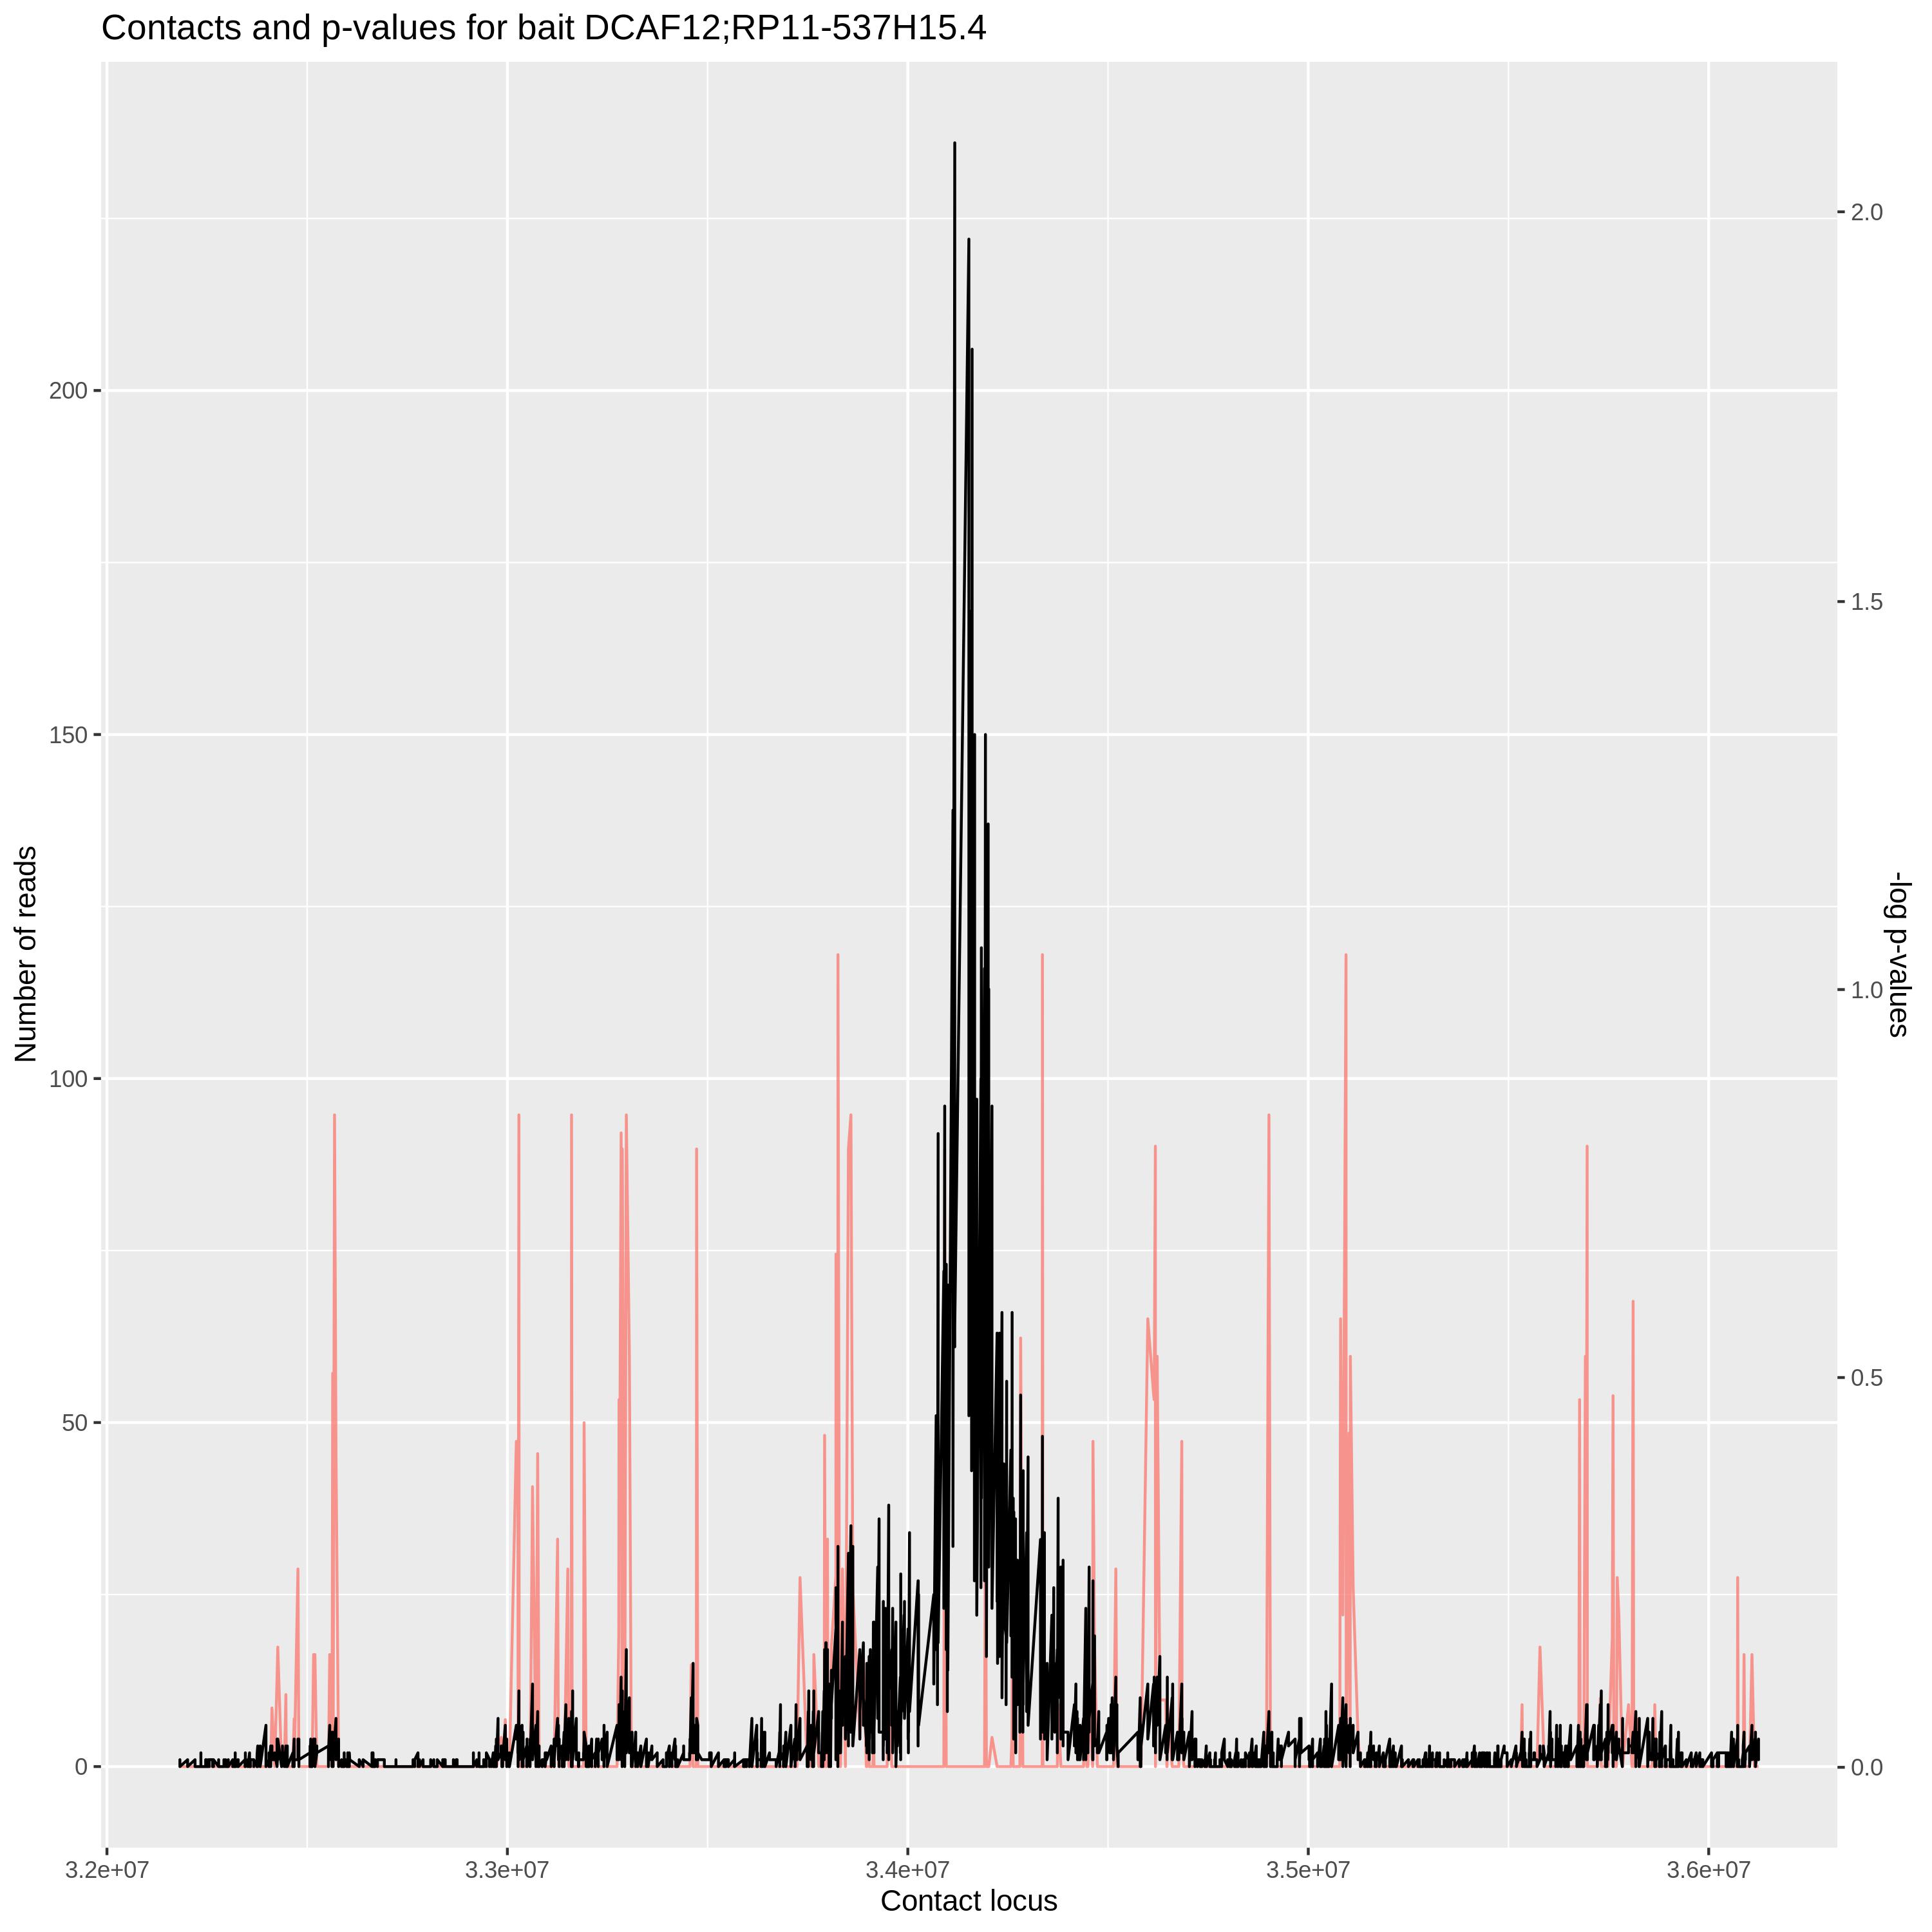 Contacts and p-values for bait DCAF12;RP11-537H15.4
Number of reads
200
150
100
50
0
2.0
1.5
1.0
0.5
0.0
-log p-values
3.2e+07
3.3e+07
3.4e+07
3.5e+07
3.6e+07
Contact locus